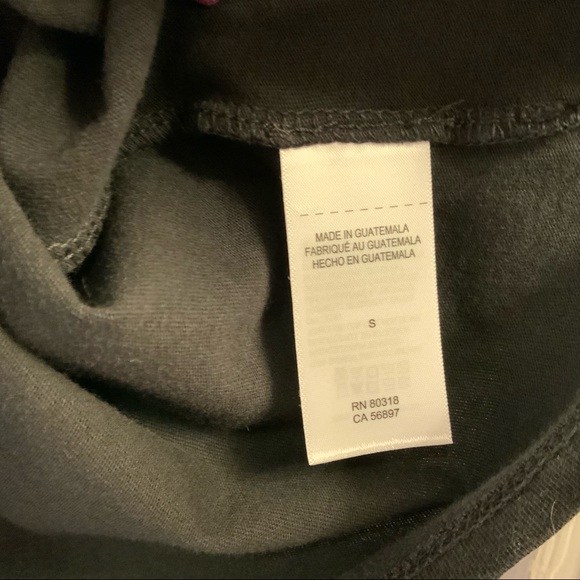 MADE IN GUATEMALA
FABRIQUÉ AU GUATEMALA
HECHO EN GUATEMALA
S
RN 80318
CA 56897